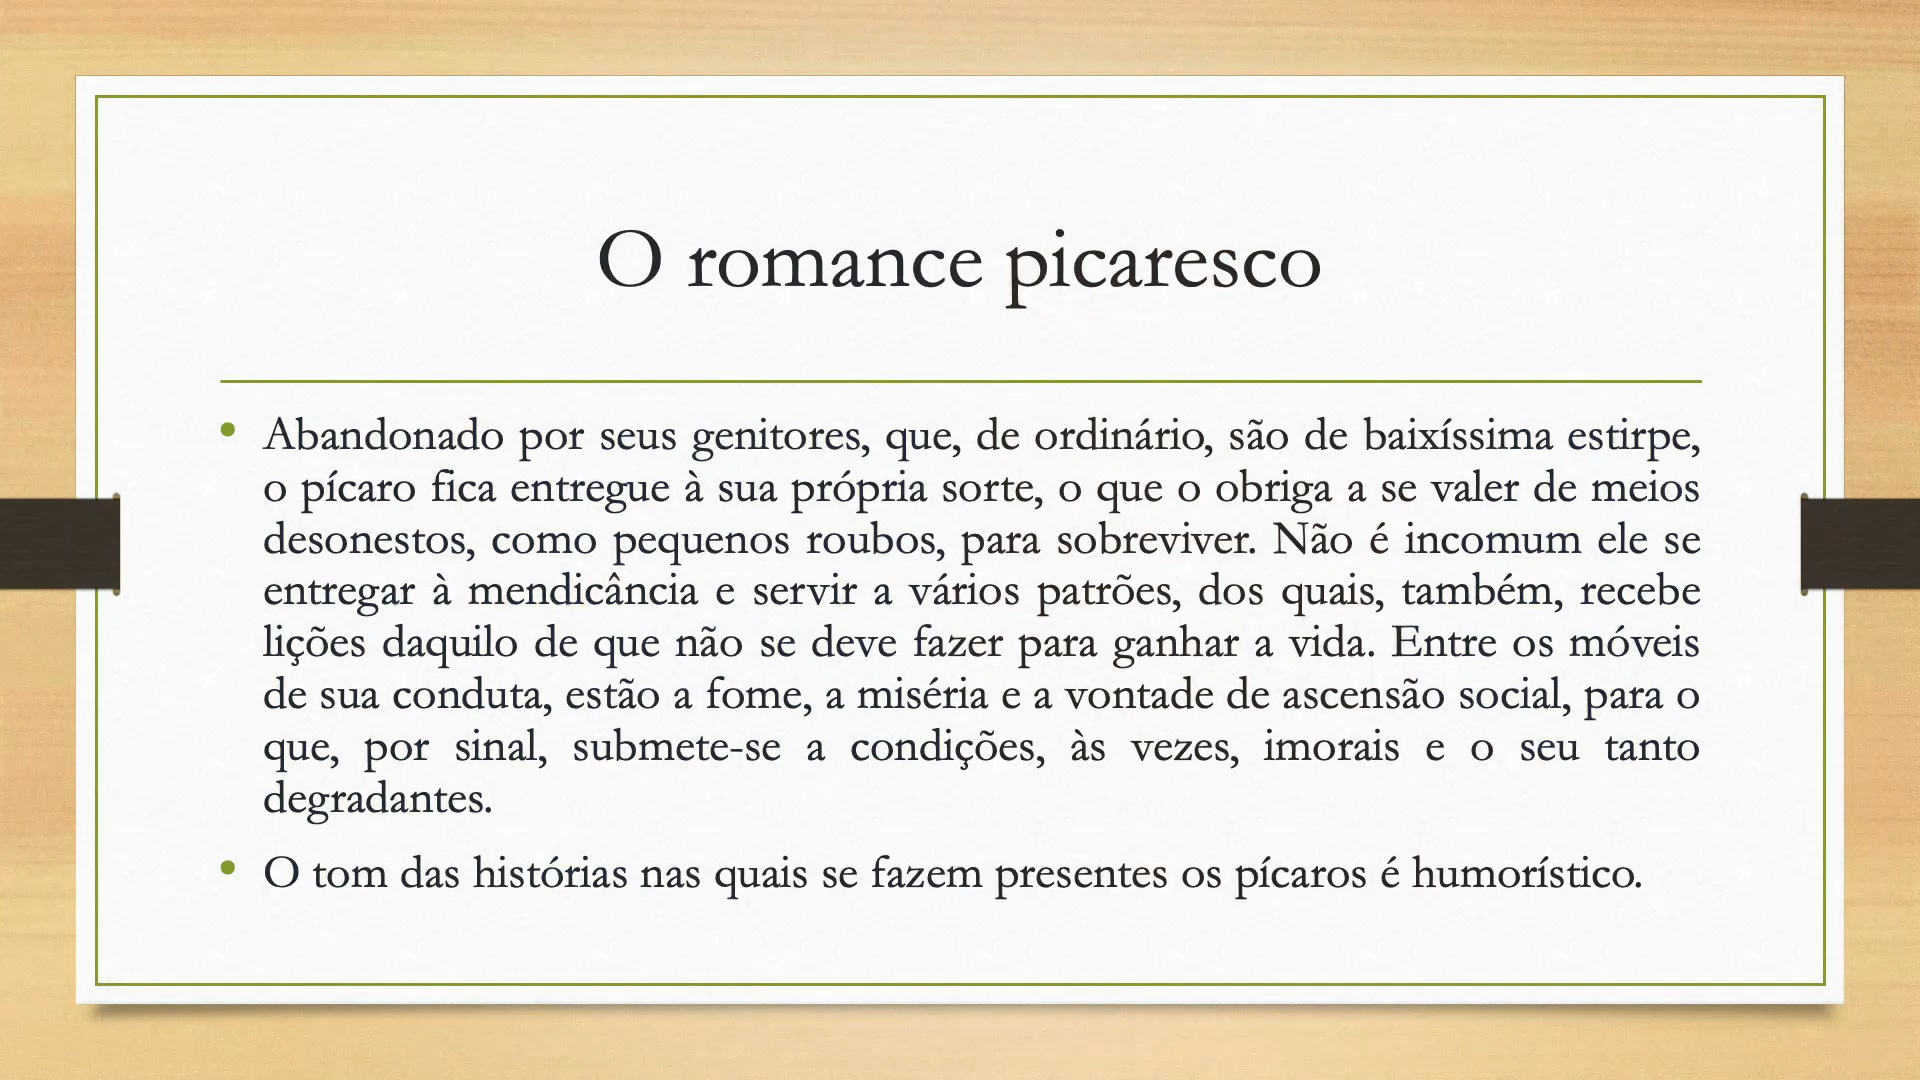 O romance picaresco
• Abandonado por seus genitores, que, de ordinário, são de baixíssima estirpe,
o pícaro fica entregue à sua própria sorte, o que o obriga a se valer de meios
desonestos, como pequenos roubos, para sobreviver. Não é incomum ele se
entregar à mendicância e servir a vários patrões, dos quais, também, recebe
lições daquilo de que não se deve fazer para ganhar a vida. Entre os móveis
de sua conduta, estão a fome, a miséria e a vontade de ascensão social, para o
que, por sinal, submete-se a condições, às vezes, imorais e o seu tanto
degradantes.
• O tom das histórias nas quais se fazem presentes os pícaros é humorístico.